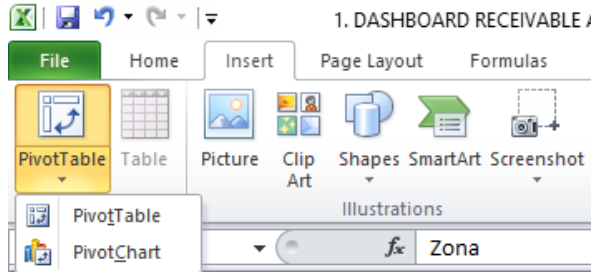 1. DASHBOARD RECEIVABLE A
File Home Insert Page Layout Formulas
PivotTable Table Picture Clip Art Shapes SmartArt Screenshot
Illustrations
PivotTable
PivotChart
fx Zona